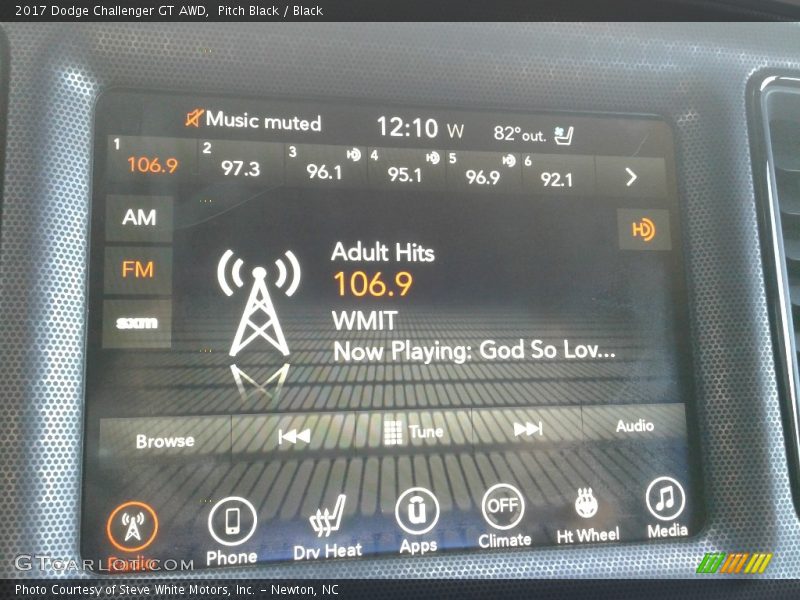 2017 Dodge Challenger GT AWD,  Pitch Black / Black
Music muted 12:10 W 82° out.
1 106.9 2 97.3 3 96.1 4 95.1 5 96.9 6 92.1
AM
FM
sxm
HD
Adult Hits
106.9
WMIT
Now Playing: God So Lov...
Browse Tune Audio
OFF
Radio Phone Drv Heat Apps Climate Ht Wheel Media
GTCARLOT.COM
Photo Courtesy of Steve White Motors, Inc. – Newton, NC